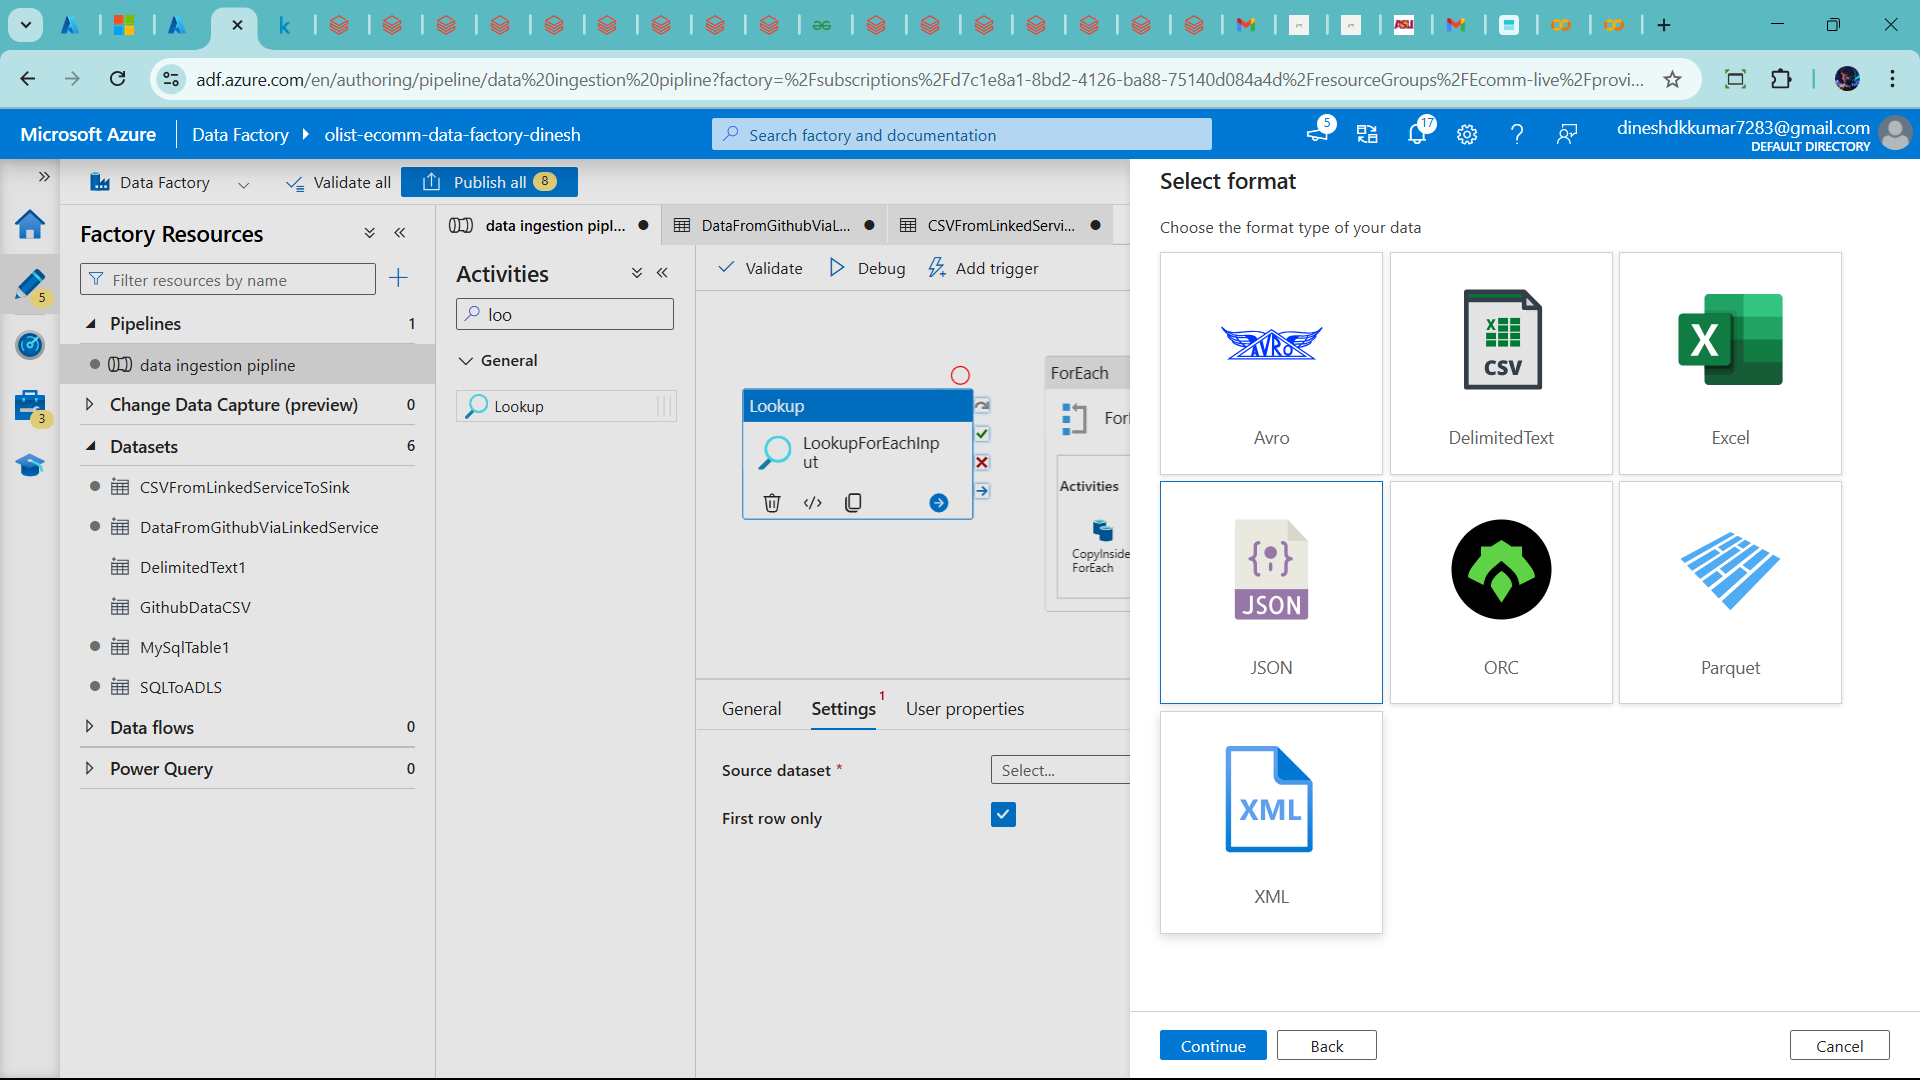 adf.azure.com/en/authoring/pipeline/data%20ingestion%20pipline?factory=%2Fsubscriptions%2Fd7c1e8a1-8bd2-4126-ba88-75140d084a4d%2FresourceGroups%2FEcomm-live%2Fprovi...
Microsoft Azure
Data Factory
olist-ecomm-data-factory-dinesh
Search factory and documentation
5
17
dineshdkkumar7283@gmail.com
DEFAULT DIRECTORY
Data Factory
Validate all
Publish all
8
Factory Resources
Filter resources by name
5
3
Pipelines
1
data ingestion pipline
Change Data Capture (preview)
0
Datasets
6
CSVFromLinkedServiceToSink
DataFromGithubViaLinkedService
DelimitedText1
GithubDataCSV
MySqlTable1
SQLToADLS
Data flows
0
Power Query
0
data ingestion pipl...
DataFromGithubViaL...
CSVFromLinkedServi...
Activities
loo
General
Lookup
Validate
Debug
Add trigger
Lookup
LookupForEachInp
ut
ForEach
For
Activities
CopyInside
ForEach
General
Settings
1
User properties
Source dataset *
Select...
First row only
Select format
Choose the format type of your data
AVRO
Avro
CSV
DelimitedText
X
Excel
JSON
JSON
ORC
Parquet
XML
XML
Continue
Back
Cancel